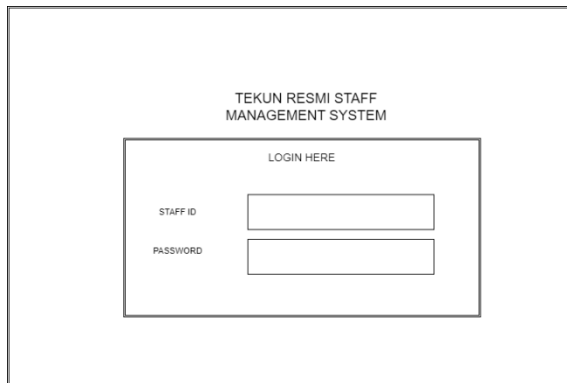 TEKUN RESMI STAFF
MANAGEMENT SYSTEM
LOGIN HERE
STAFF ID
PASSWORD